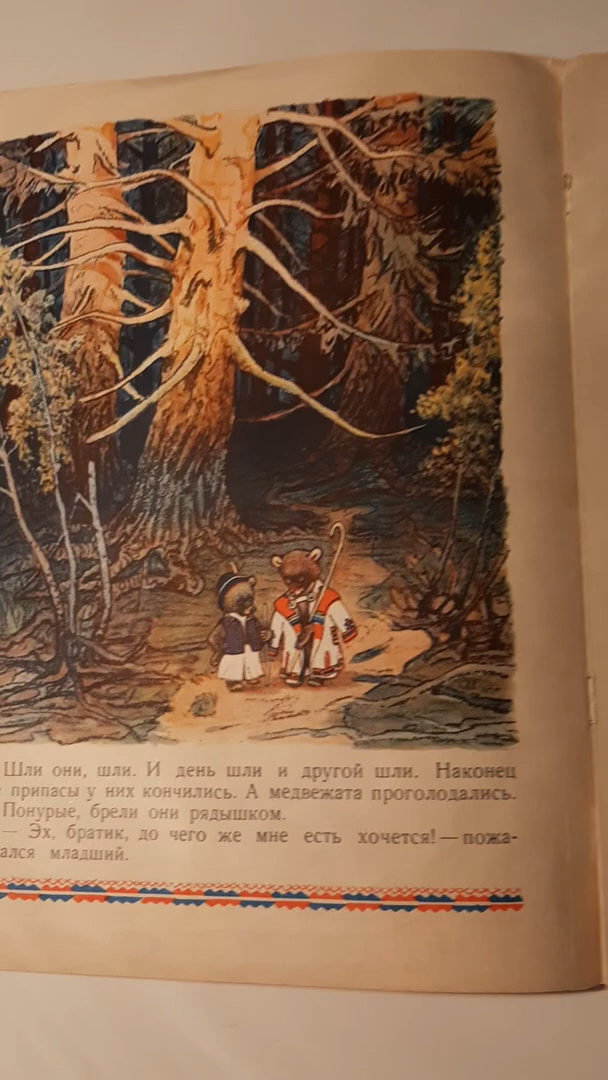 Шли они, шли. И день шли и другой шли. Наконец
припасы у них кончились. А медвежата проголодались.
Понурые, брели они рядышком.
— Эх, братик, до чего же мне есть хочется! — пожа-
ался младший.